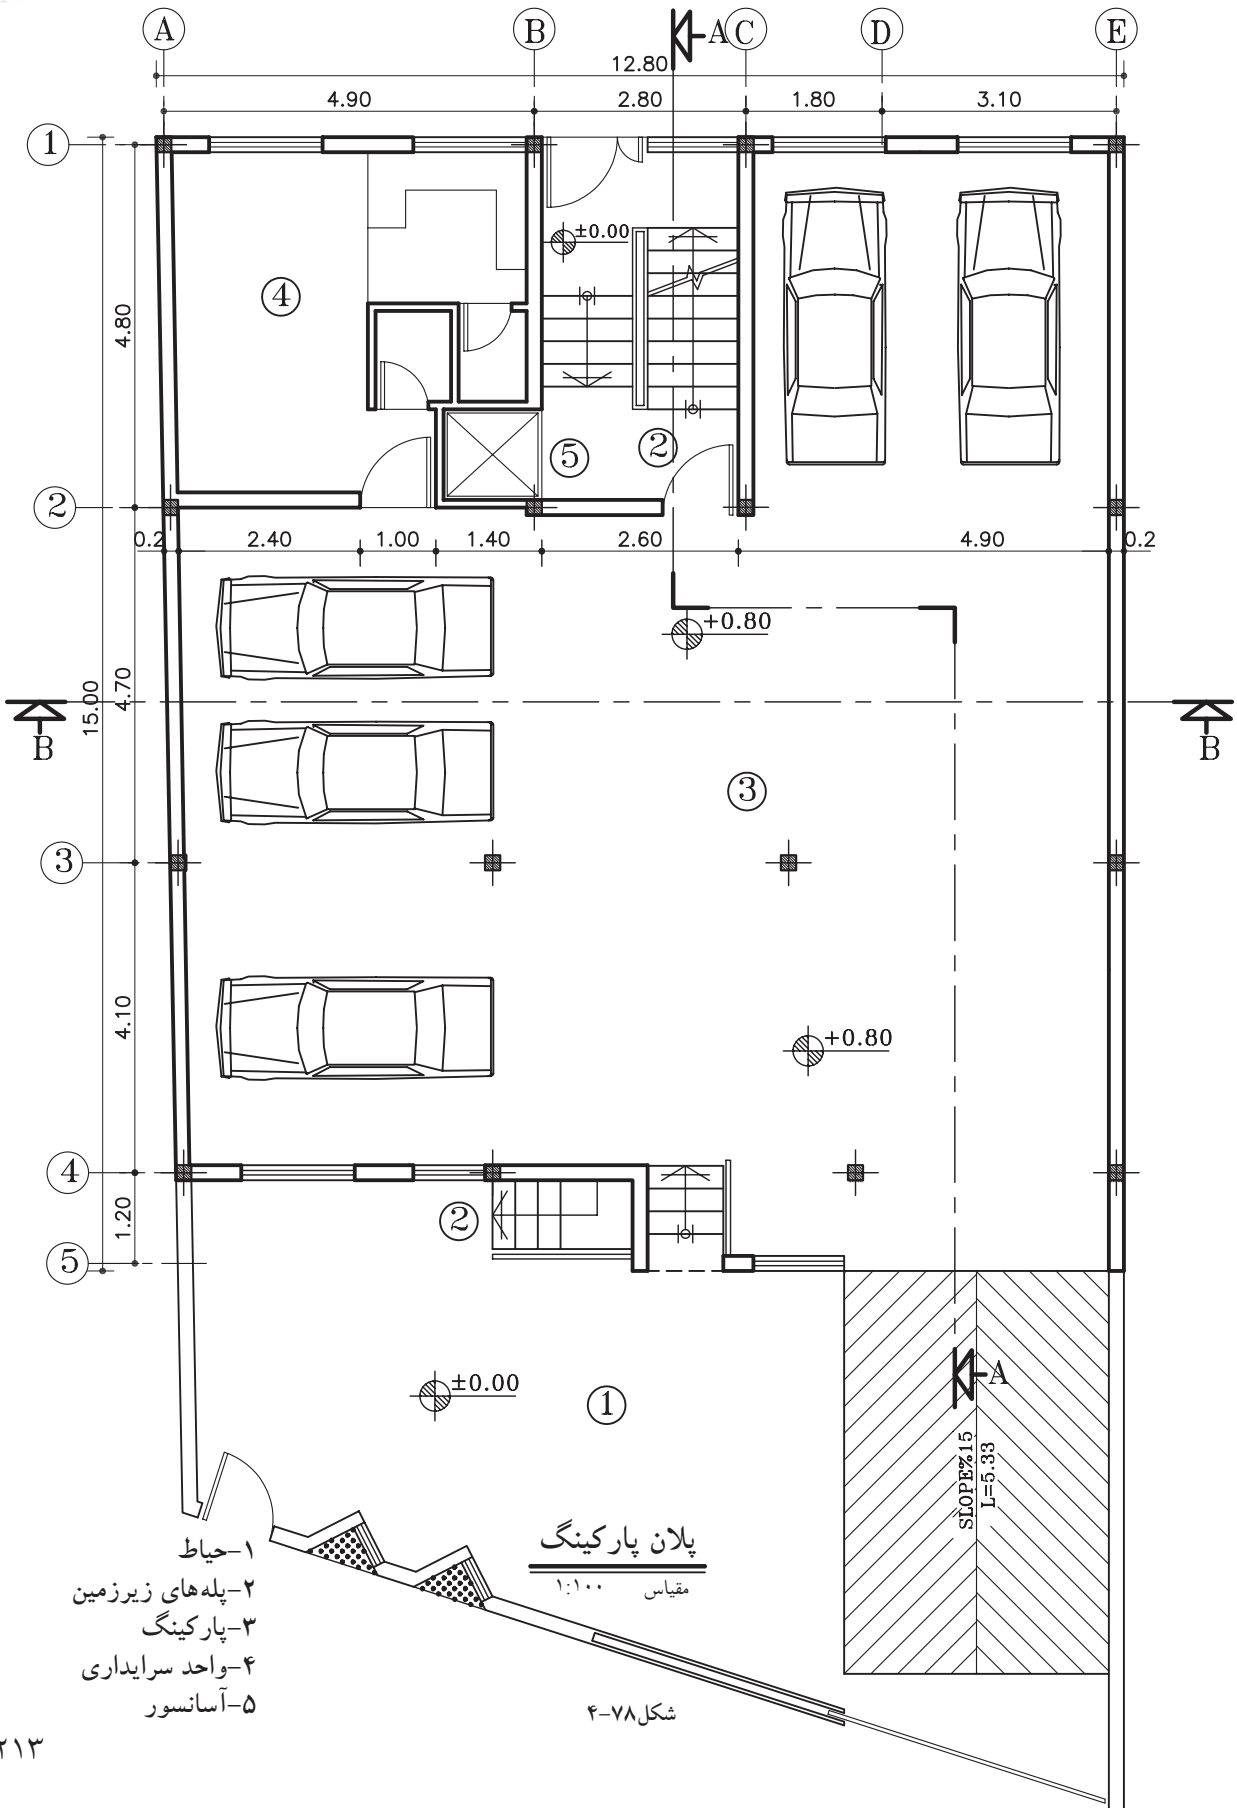 A B A C D E
12.80
4.90 2.80 1.80 3.10
1
±0.00
4
4.80
5 2
2
0.2 2.40 1.00 1.40 2.60 4.90 0.2
+0.80
4.70
15.00
B B
3
3
4.10
+0.80
4
1.20
2
5
±0.00
1
A
SLOPE%15
L=5.33
پلان پارکینگ
مقیاس ۱:۱۰۰
۱-حیاط
۲-پله‌های زیرزمین
۳-پارکینگ
۴-واحد سرایداری
۵-آسانسور
شکل۷۸-۴
۲۱۳